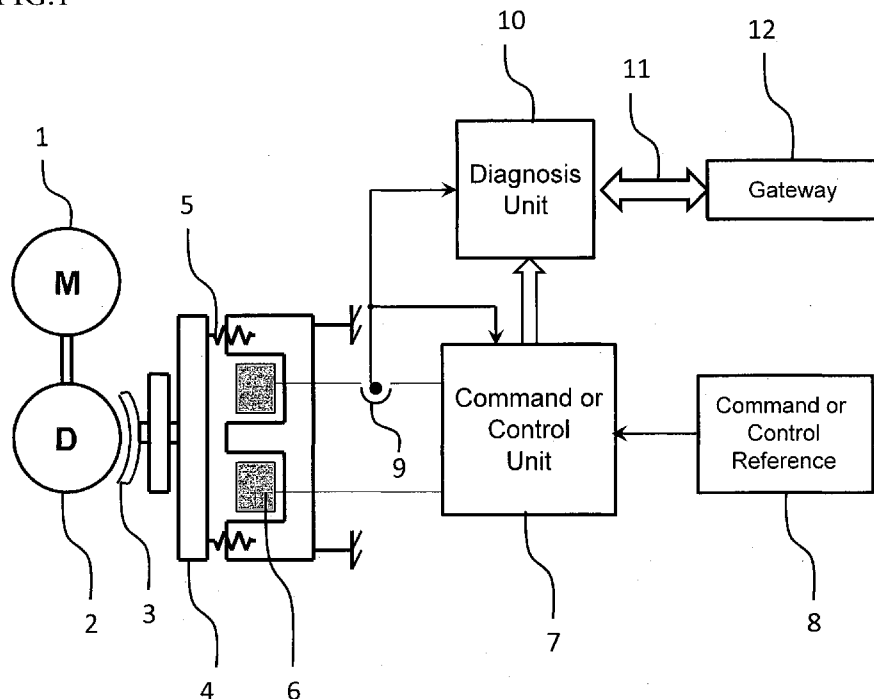 FIG.1
10
12
11
1
Diagnosis
Unit
Gateway
5
M
Command or
Control
Unit
Command or
Control
Reference
D
9
2
3
4
6
7
8